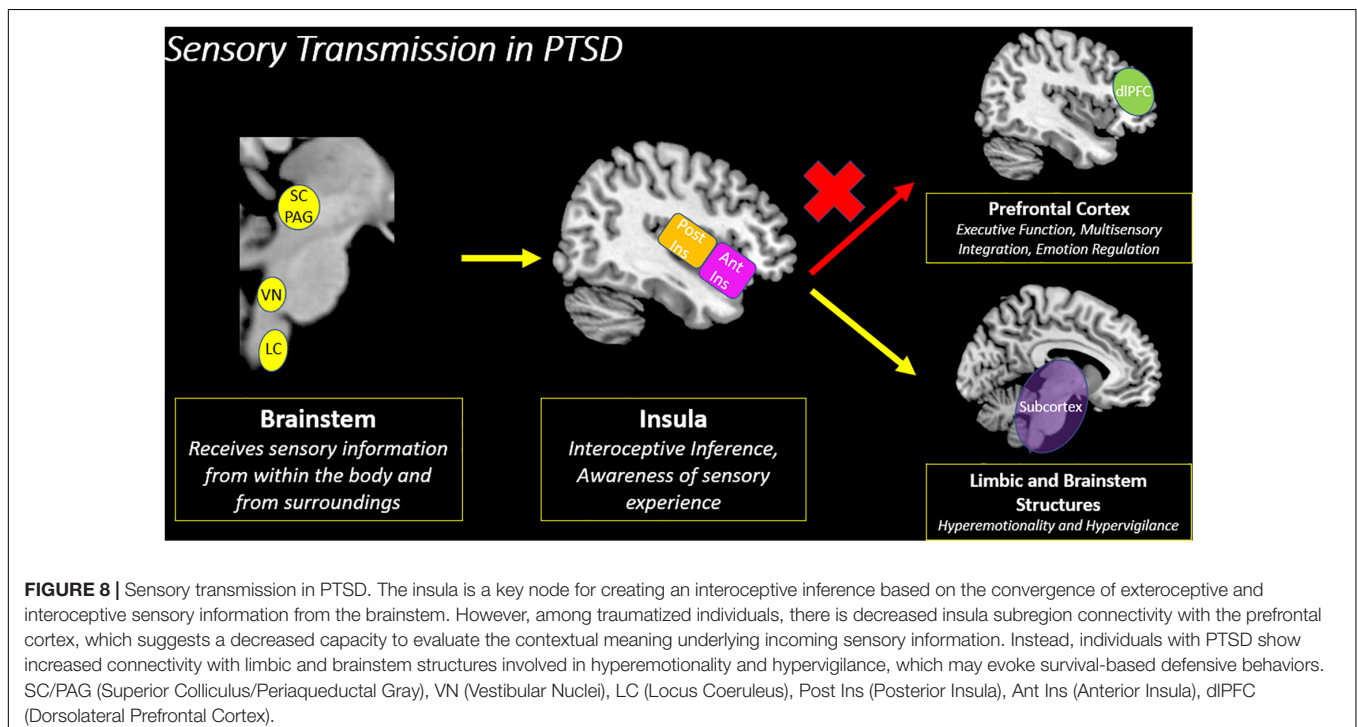 Sensory Transmission in PTSD
SC
PAG
VN
LC
Brainstem
Receives sensory information
from within the body and
from surroundings
Post
Ins
Ant
Ins
Insula
Interoceptive Inference,
Awareness of sensory
experience
dlPFC
Prefrontal Cortex
Executive Function, Multisensory
Integration, Emotion Regulation
Subcortex
Limbic and Brainstem
Structures
Hyperemotionality and Hypervigilance
FIGURE 8 | Sensory transmission in PTSD. The insula is a key node for creating an interoceptive inference based on the convergence of exteroceptive and
interoceptive sensory information from the brainstem. However, among traumatized individuals, there is decreased insula subregion connectivity with the prefrontal
cortex, which suggests a decreased capacity to evaluate the contextual meaning underlying incoming sensory information. Instead, individuals with PTSD show
increased connectivity with limbic and brainstem structures involved in hyperemotionality and hypervigilance, which may evoke survival-based defensive behaviors.
SC/PAG (Superior Colliculus/Periaqueductal Gray), VN (Vestibular Nuclei), LC (Locus Coeruleus), Post Ins (Posterior Insula), Ant Ins (Anterior Insula), dlPFC
(Dorsolateral Prefrontal Cortex).